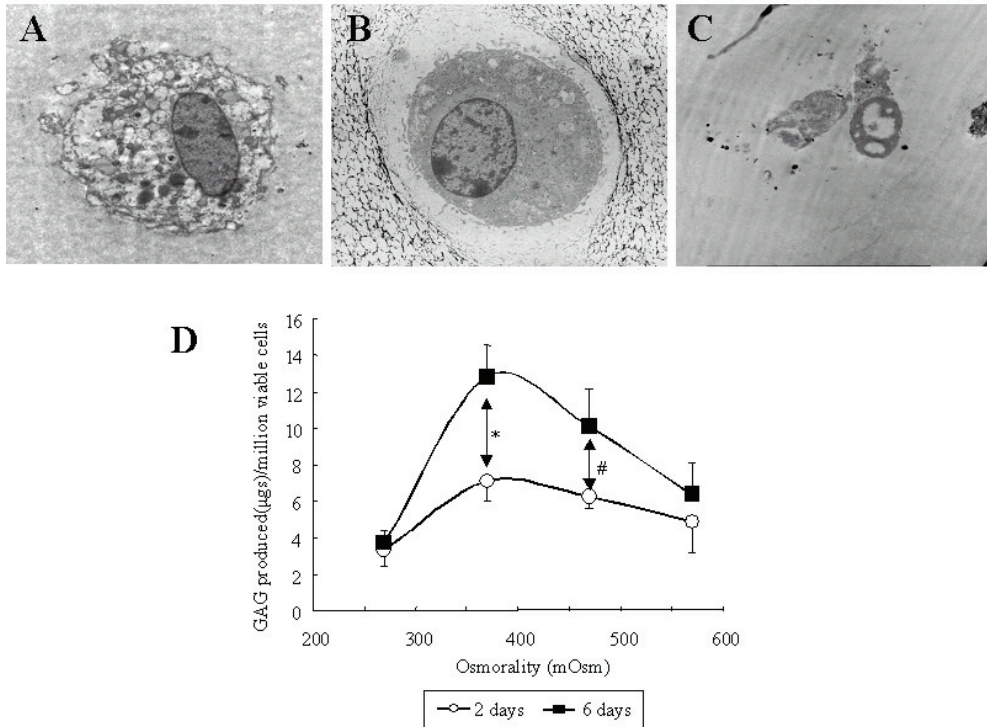 A
B
C
D
GAG produced(μgs)/million viable cells
16
14
12
10
8
6
4
2
0
*
#
200
300
400
500
600
Osmorality (mOsm)
2 days
6 days